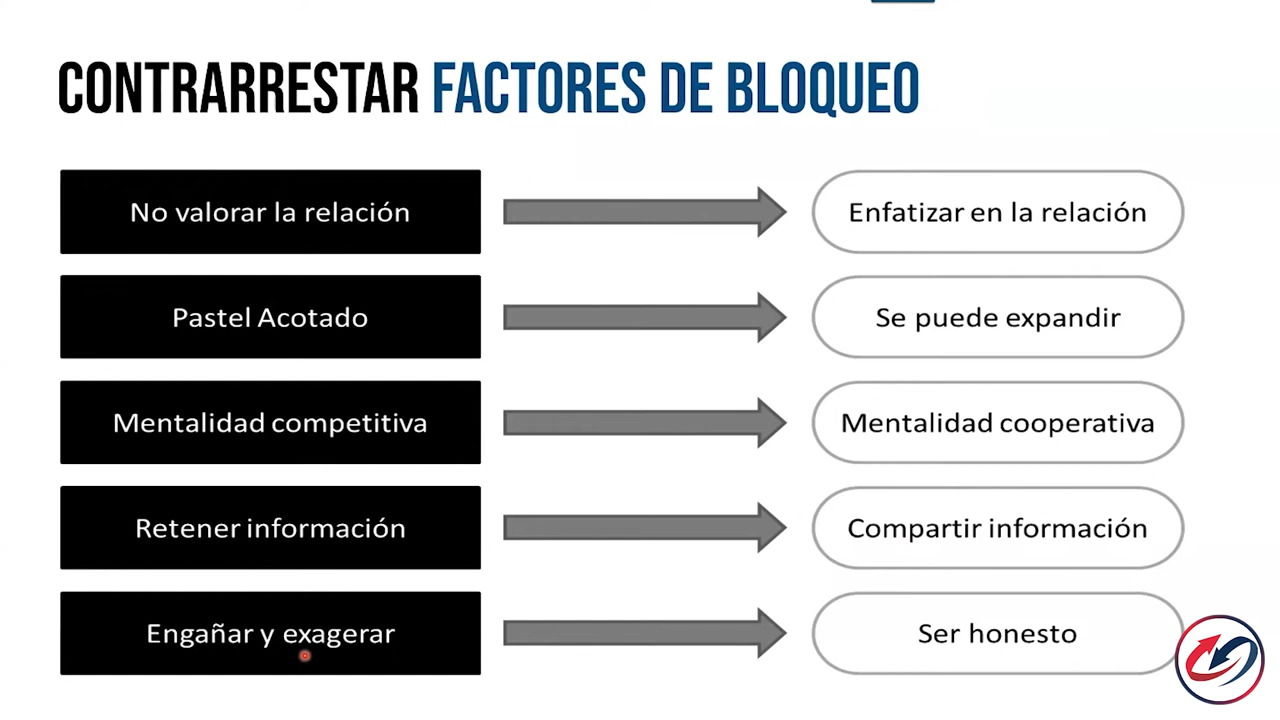 CONTRARRESTAR FACTORES DE BLOQUEO
No valorar la relación
Enfatizar en la relación
Pastel Acotado
Se puede expandir
Mentalidad competitiva
Mentalidad cooperativa
Retener información
Compartir información
Engañar y exagerar
Ser honesto